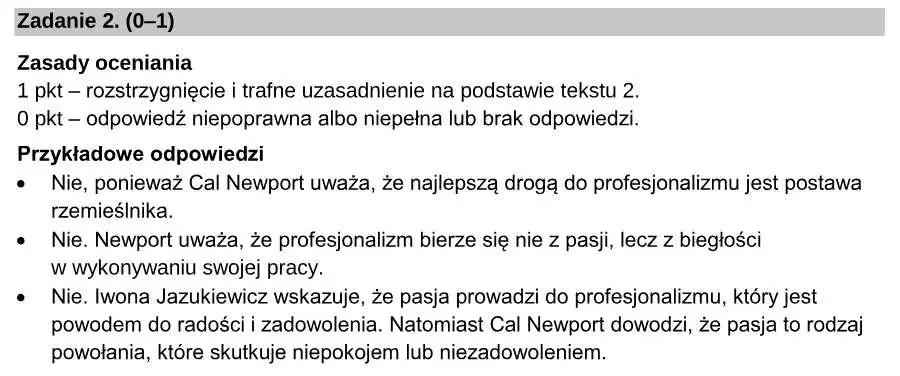 Zadanie 2. (0–1)
Zasady oceniania
1 pkt – rozstrzygnięcie i trafne uzasadnienie na podstawie tekstu 2.
0 pkt – odpowiedź niepoprawna albo niepełna lub brak odpowiedzi.
Przykładowe odpowiedzi
• Nie, ponieważ Cal Newport uważa, że najlepszą drogą do profesjonalizmu jest postawa
rzemieślnika.
• Nie. Newport uważa, że profesjonalizm bierze się nie z pasji, lecz z biegłości
w wykonywaniu swojej pracy.
• Nie. Iwona Jazukiewicz wskazuje, że pasja prowadzi do profesjonalizmu, który jest
powodem do radości i zadowolenia. Natomiast Cal Newport dowodzi, że pasja to rodzaj
powołania, które skutkuje niepokojem lub niezadowoleniem.